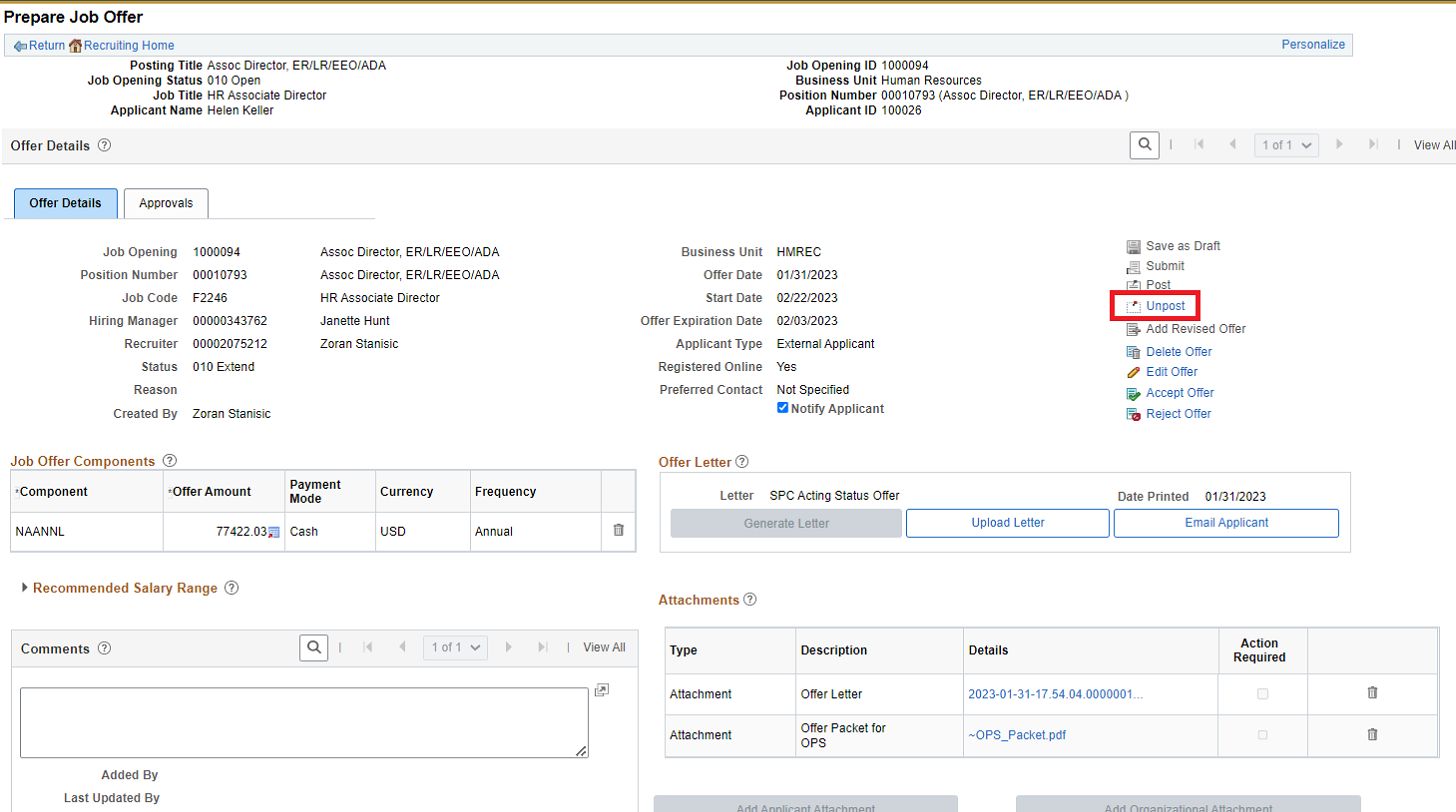 Prepare Job Offer
Return Recruiting Home Personalize
Posting Title Assoc Director, ER/LR/EEO/ADA Job Opening ID 1000094
Job Opening Status 010 Open Business Unit Human Resources
Job Title HR Associate Director Position Number 00010793 (Assoc Director, ER/LR/EEO/ADA )
Applicant Name Helen Keller Applicant ID 100026
Offer Details ? | 1 of 1 | View All
Offer Details Approvals
Job Opening 1000094 Assoc Director, ER/LR/EEO/ADA Business Unit HMREC Save as Draft
Position Number 00010793 Assoc Director, ER/LR/EEO/ADA Offer Date 01/31/2023 Submit
Job Code F2246 HR Associate Director Start Date 02/22/2023 Post
Hiring Manager 00000343762 Janette Hunt Offer Expiration Date 02/03/2023 Unpost
Recruiter 00002075212 Zoran Stanisic Applicant Type External Applicant Add Revised Offer
Status 010 Extend Registered Online Yes Delete Offer
Reason Preferred Contact Not Specified Edit Offer
Created By Zoran Stanisic Notify Applicant Accept Offer
Reject Offer
Job Offer Components ? Offer Letter ?
*Component *Offer Amount Payment Mode Currency Frequency
NAANNL 77422.03 Cash USD Annual
Letter SPC Acting Status Offer Date Printed 01/31/2023
Generate Letter Upload Letter Email Applicant
Recommended Salary Range ?
Attachments ?
Comments ? | 1 of 1 | View All
Type Description Details Action Required
Attachment Offer Letter 2023-01-31-17.54.04.0000001...
Attachment Offer Packet for OPS ~OPS_Packet.pdf
Added By
Last Updated By
Add Applicant Attachment Add Organizational Attachment